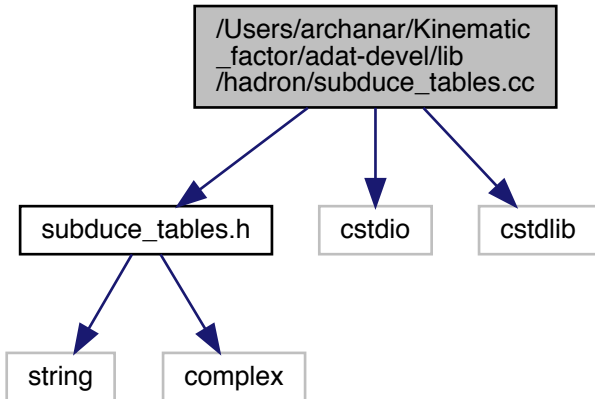 /Users/archanar/Kinematic
_factor/adat-devel/lib
/hadron/subduce_tables.cc
subduce_tables.h
cstdio
cstdlib
string
complex